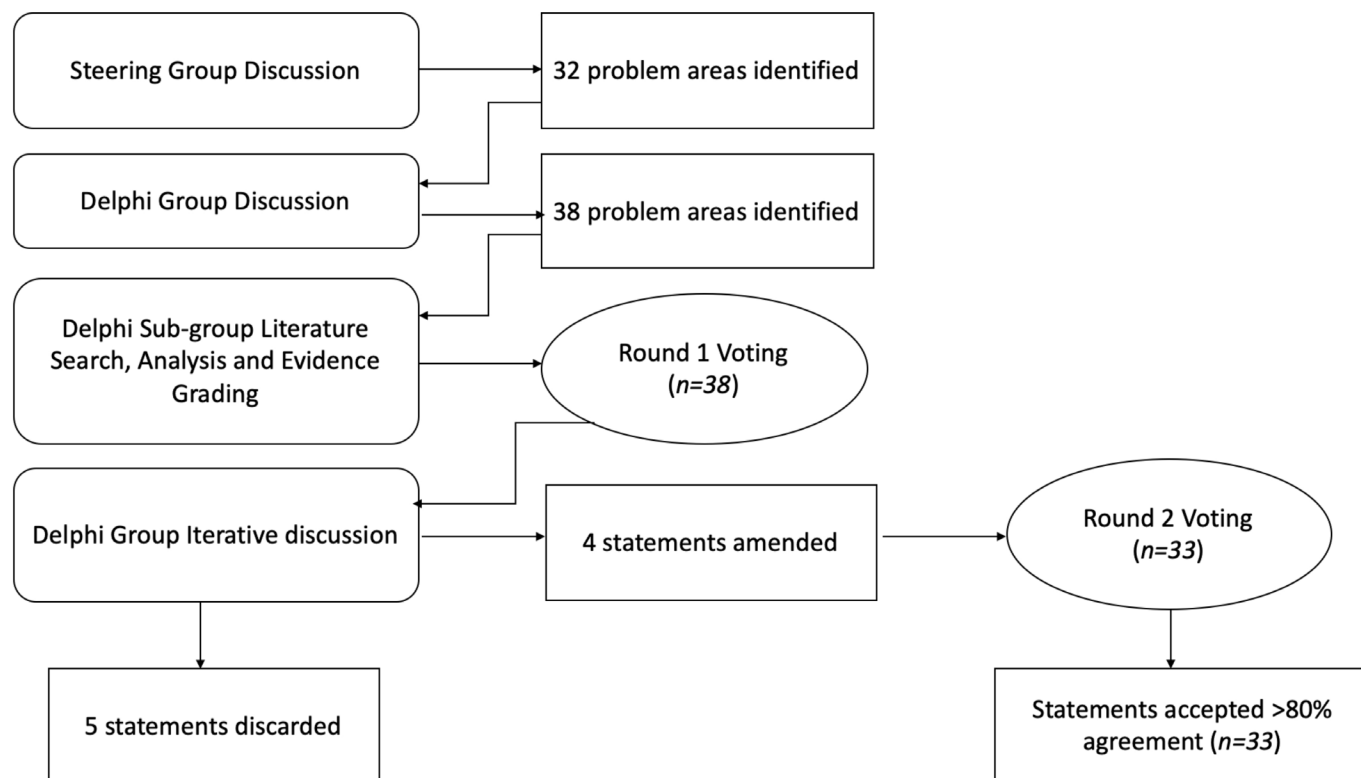 Steering Group Discussion
32 problem areas identified
Delphi Group Discussion
38 problem areas identified
Delphi Sub-group Literature
Search, Analysis and Evidence
Grading
Round 1 Voting
(n=38)
Delphi Group Iterative discussion
4 statements amended
Round 2 Voting
(n=33)
5 statements discarded
Statements accepted >80%
agreement (n=33)